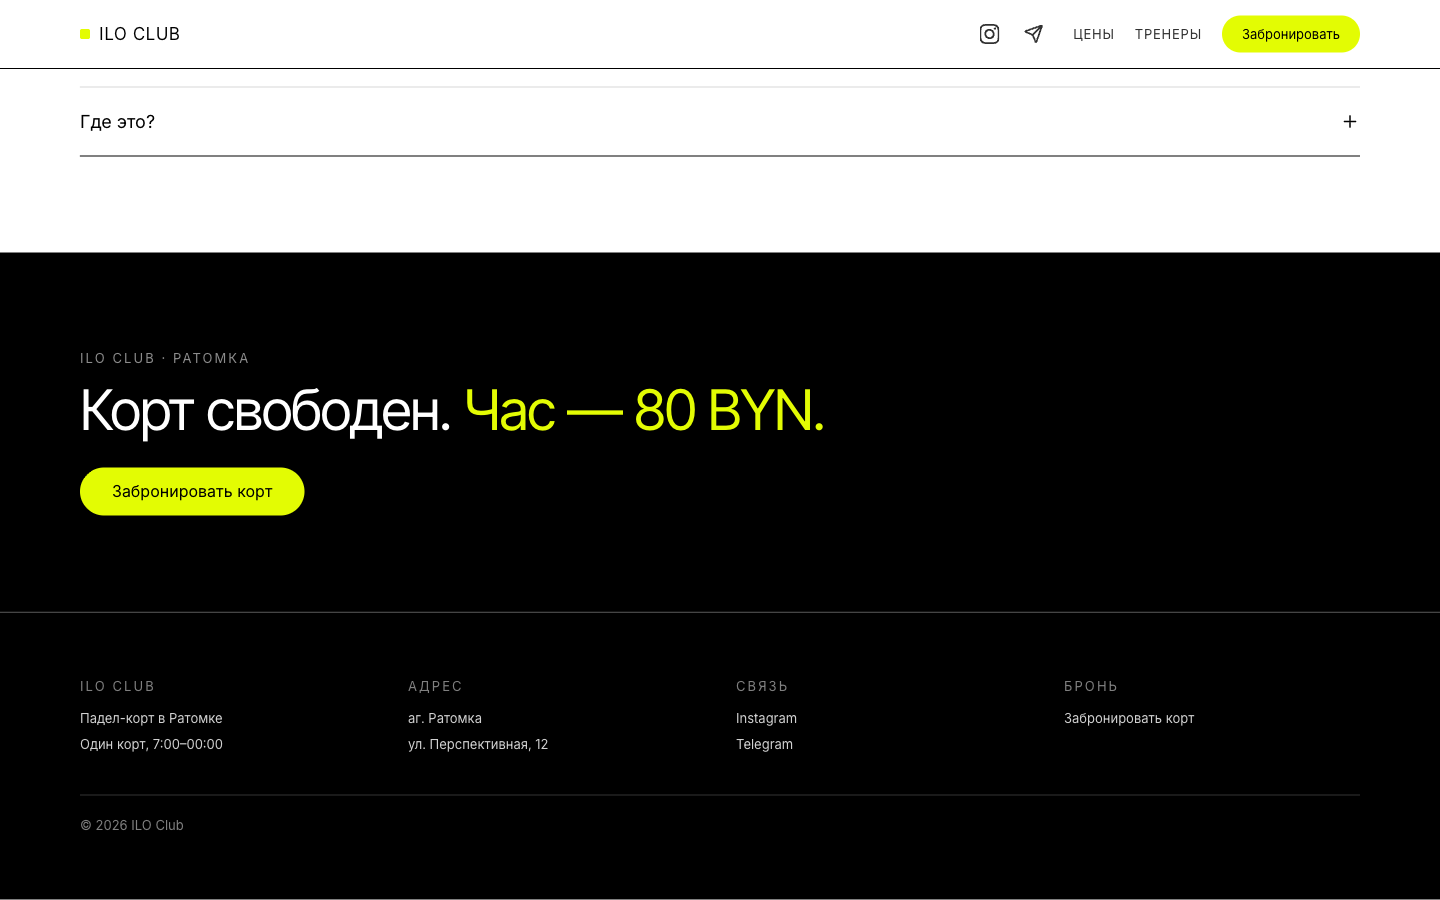 ILO CLUB
ЦЕНЫ
ТРЕНЕРЫ
Забронировать
Где это?
ILO CLUB · РАТОМКА
Корт свободен. Час — 80 BYN.
Забронировать корт
ILO CLUB
Падел-корт в Ратомке
Один корт, 7:00–00:00
АДРЕС
аг. Ратомка
ул. Перспективная, 12
СВЯЗЬ
Instagram
Telegram
БРОНЬ
Забронировать корт
© 2026 ILO Club